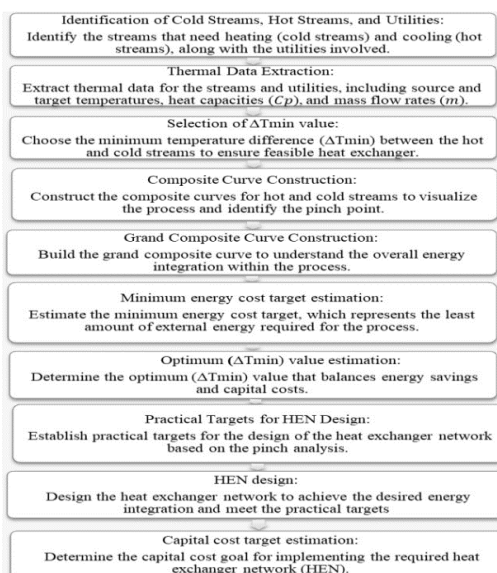 Identification of Cold Streams, Hot Streams, and Utilities:
Identify the streams that need heating (cold streams) and cooling (hot
streams), along with the utilities involved.
Thermal Data Extraction:
Extract thermal data for the streams and utilities, including source and
target temperatures, heat capacities (Cp), and mass flow rates (m).
Selection of ΔTmin value:
Choose the minimum temperature difference (ΔTmin) between the hot
and cold streams to ensure feasible heat exchanger.
Composite Curve Construction:
Construct the composite curves for hot and cold streams to visualize
the process and identify the pinch point.
Grand Composite Curve Construction:
Build the grand composite curve to understand the overall energy
integration within the process.
Minimum energy cost target estimation:
Estimate the minimum energy cost target, which represents the least
amount of external energy required for the process.
Optimum (ΔTmin) value estimation:
Determine the optimum (ΔTmin) value that balances energy savings
and capital costs.
Practical Targets for HEN Design:
Establish practical targets for the design of the heat exchanger network
based on the pinch analysis.
HEN design:
Design the heat exchanger network to achieve the desired energy
integration and meet the practical targets
Capital cost target estimation:
Determine the capital cost goal for implementing the required heat
exchanger network (HEN).